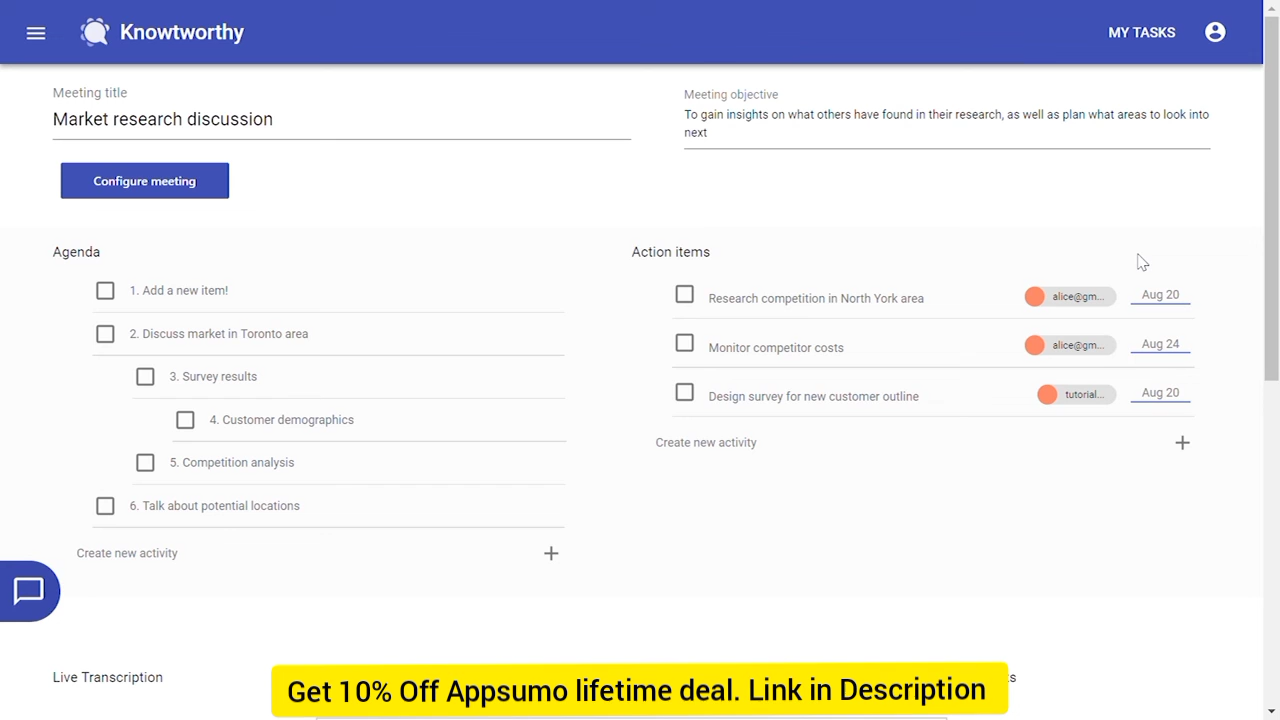 Knowtworthy
MY TASKS
Meeting title
Market research discussion
Meeting objective
To gain insights on what others have found in their research, as well as plan what areas to look into
next
Configure meeting
Agenda
1. Add a new item!
2. Discuss market in Toronto area
3. Survey results
4. Customer demographics
5. Competition analysis
6. Talk about potential locations
Create new activity
Action items
Research competition in North York area alice@gm... Aug 20
Monitor competitor costs alice@gm... Aug 24
Design survey for new customer outline tutorial... Aug 20
Create new activity
Live Transcription
Get 10% Off Appsumo lifetime deal. Link in Description